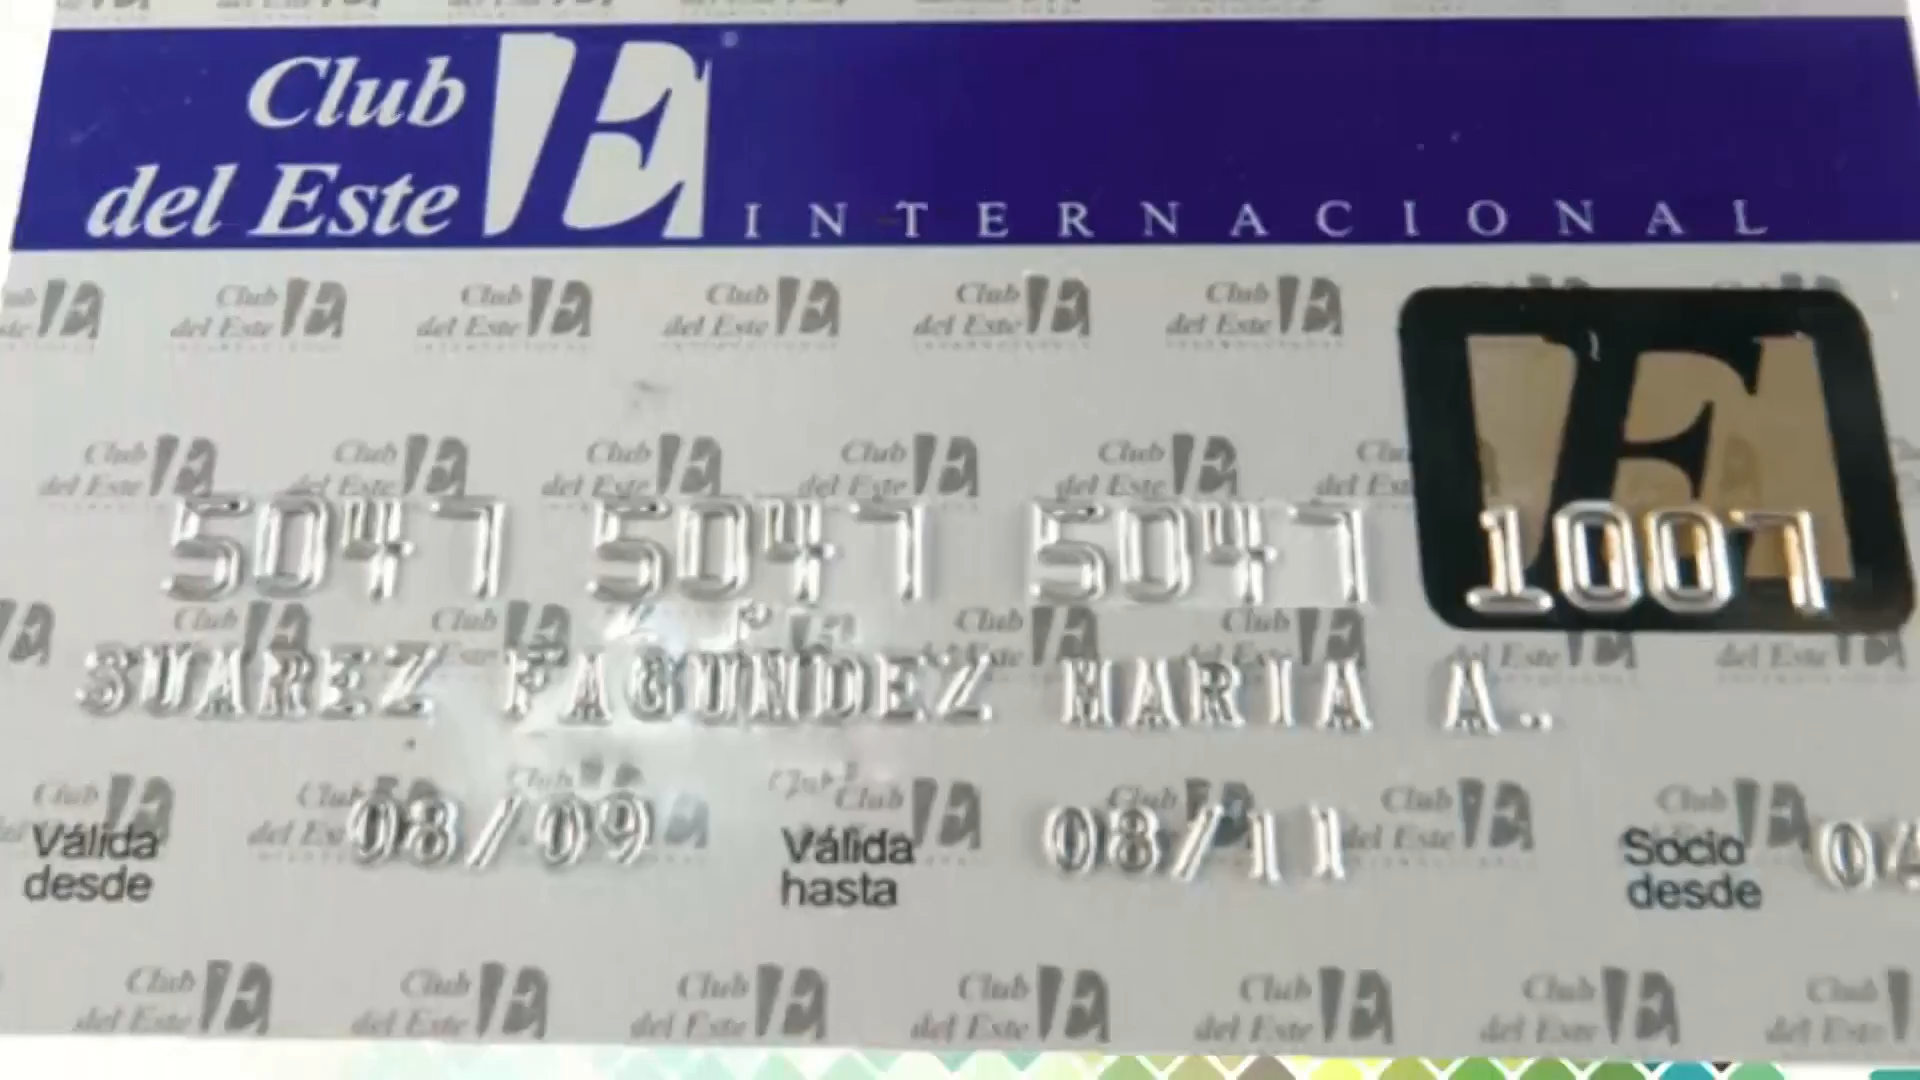 Club
del Este
INTERNACIONAL
5047 5047 5047 1007
SUAREZ FAGUNDEZ MARIA A.
Válida desde 08/09
Válida hasta 08/11
Socio desde